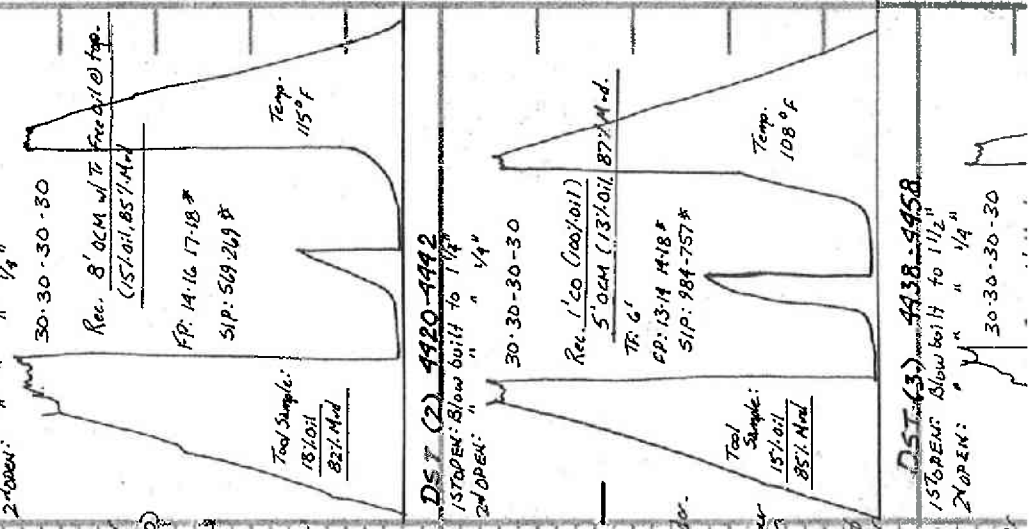 2nd OPEN: " " " 1/4"
30-30-30-30
Rec. 8' OCM w/ Tr Free Oil @ top.
(15% Oil, 85% Mud
FP: 14-16 17-18#
SIP: 569-269#
Temp.
115°F
Tool Sample:
18% Oil
82% Mud
DST (2) 4420-4442
1ST OPEN: Blow built to 1 1/2"
2nd OPEN: " " " 1/4"
30-30-30-30
Rec. 1' CO (100% Oil)
5' OCM (13% Oil, 87% Mud.
TF: 6'
FP: 13-14 14-18#
SIP: 984-757#
Temp.
108°F
Tool
Sample:
15% Oil
85% Mud
DST (3) 4438-4458
1ST OPEN: Blow built to 1 1/2"
2nd OPEN: " " " 1/4"
30-30-30-30